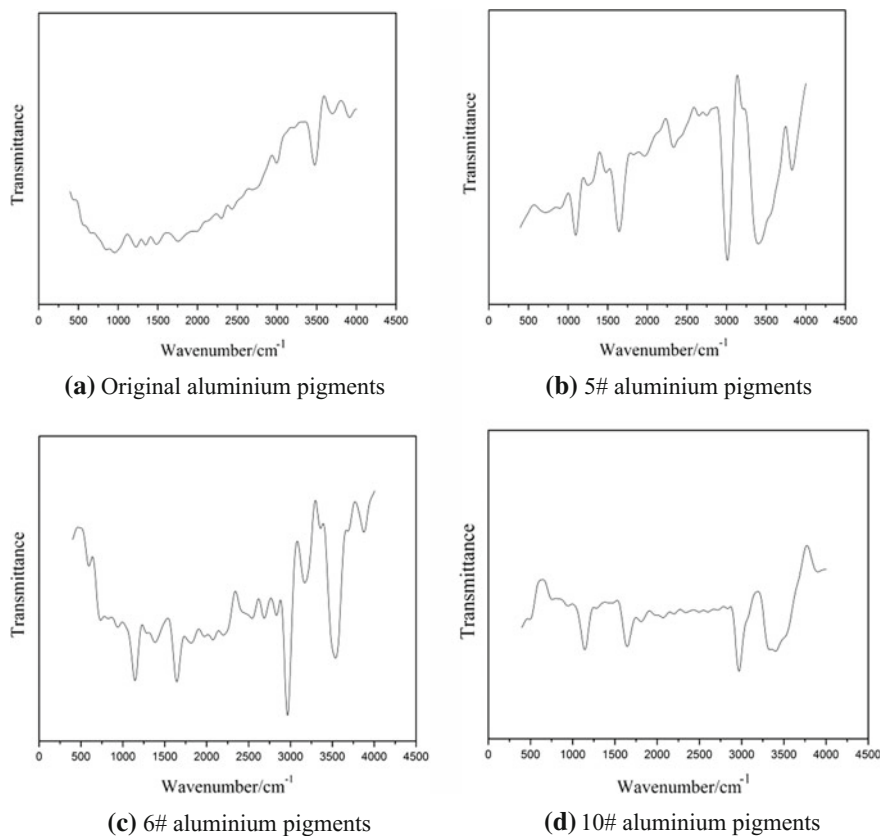 Transmittance
0 500 1000 1500 2000 2500 3000 3500 4000 4500
Wavenumber/cm⁻¹
(a) Original aluminium pigments
Transmittance
0 500 1000 1500 2000 2500 3000 3500 4000 4500
Wavenumber/cm⁻¹
(b) 5# aluminium pigments
Transmittance
0 500 1000 1500 2000 2500 3000 3500 4000 4500
Wavenumber/cm⁻¹
(c) 6# aluminium pigments
Transmittance
0 500 1000 1500 2000 2500 3000 3500 4000 4500
Wavenumber/cm⁻¹
(d) 10# aluminium pigments